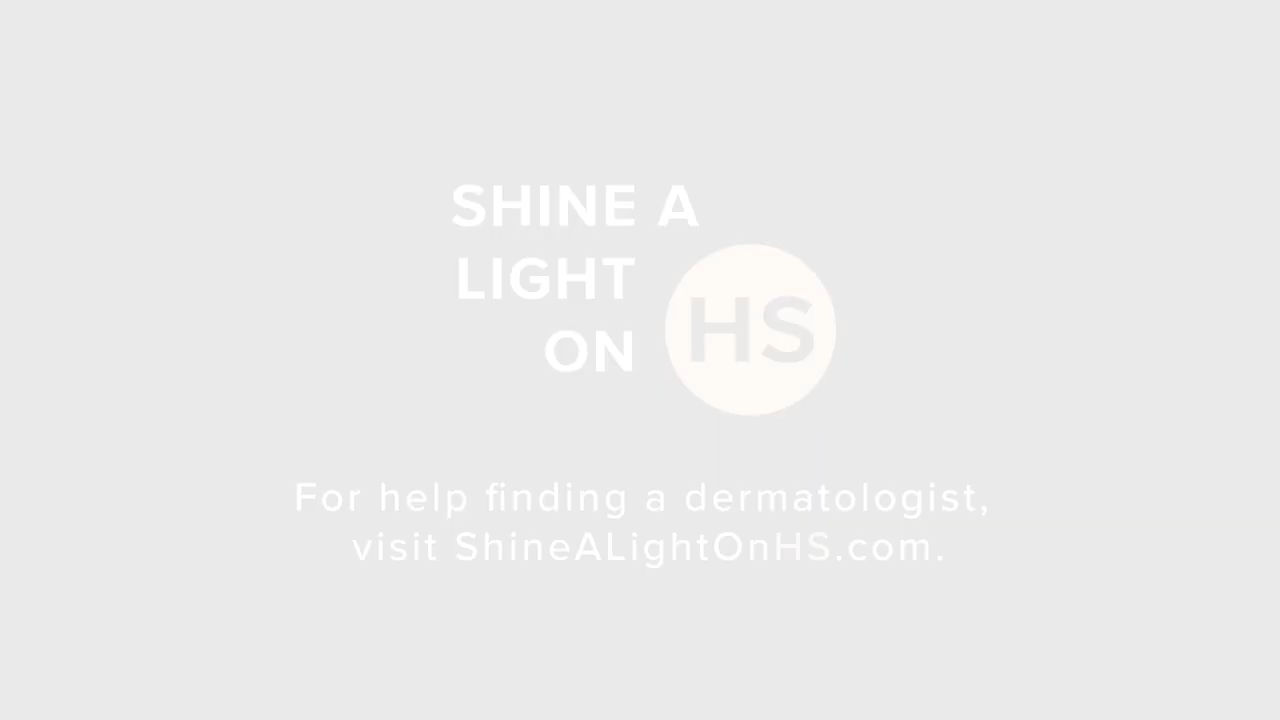 SHINE A
LIGHT
ON HS
For help finding a dermatologist,
visit ShineALightOnHS.com.